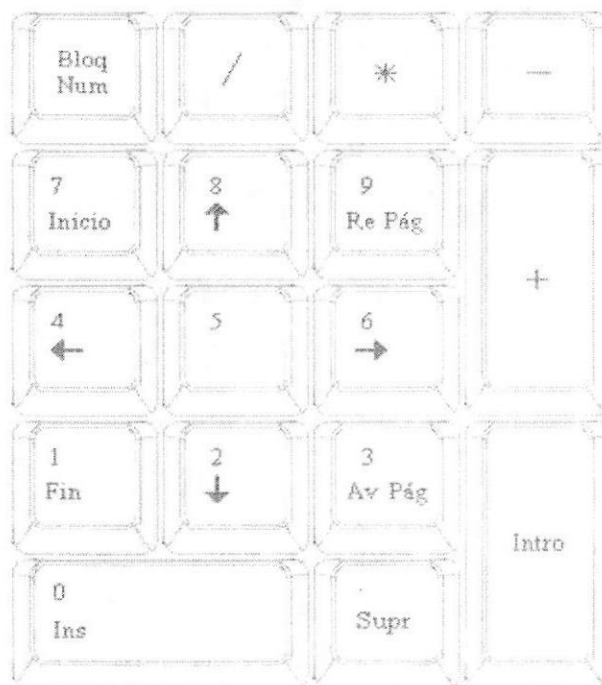 Bloq
Num
/
*
−
7
Inicio
8
↑
9
Re Pág
+
4
←
5
6
→
1
Fin
2
↓
3
Av Pág
Intro
0
Ins
.
Supr